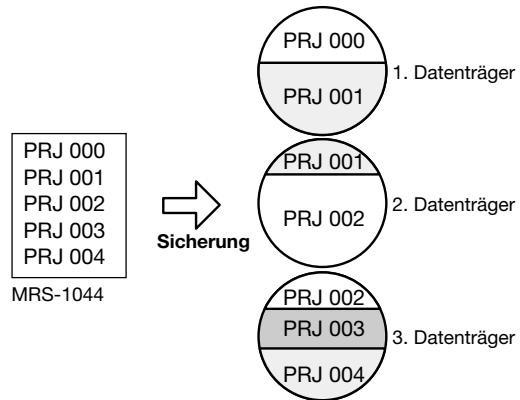 PRJ 000
PRJ 001
PRJ 002
PRJ 003
PRJ 004
MRS-1044
Sicherung
PRJ 000
PRJ 001
1. Datenträger
PRJ 001
PRJ 002
2. Datenträger
PRJ 002
PRJ 003
PRJ 004
3. Datenträger